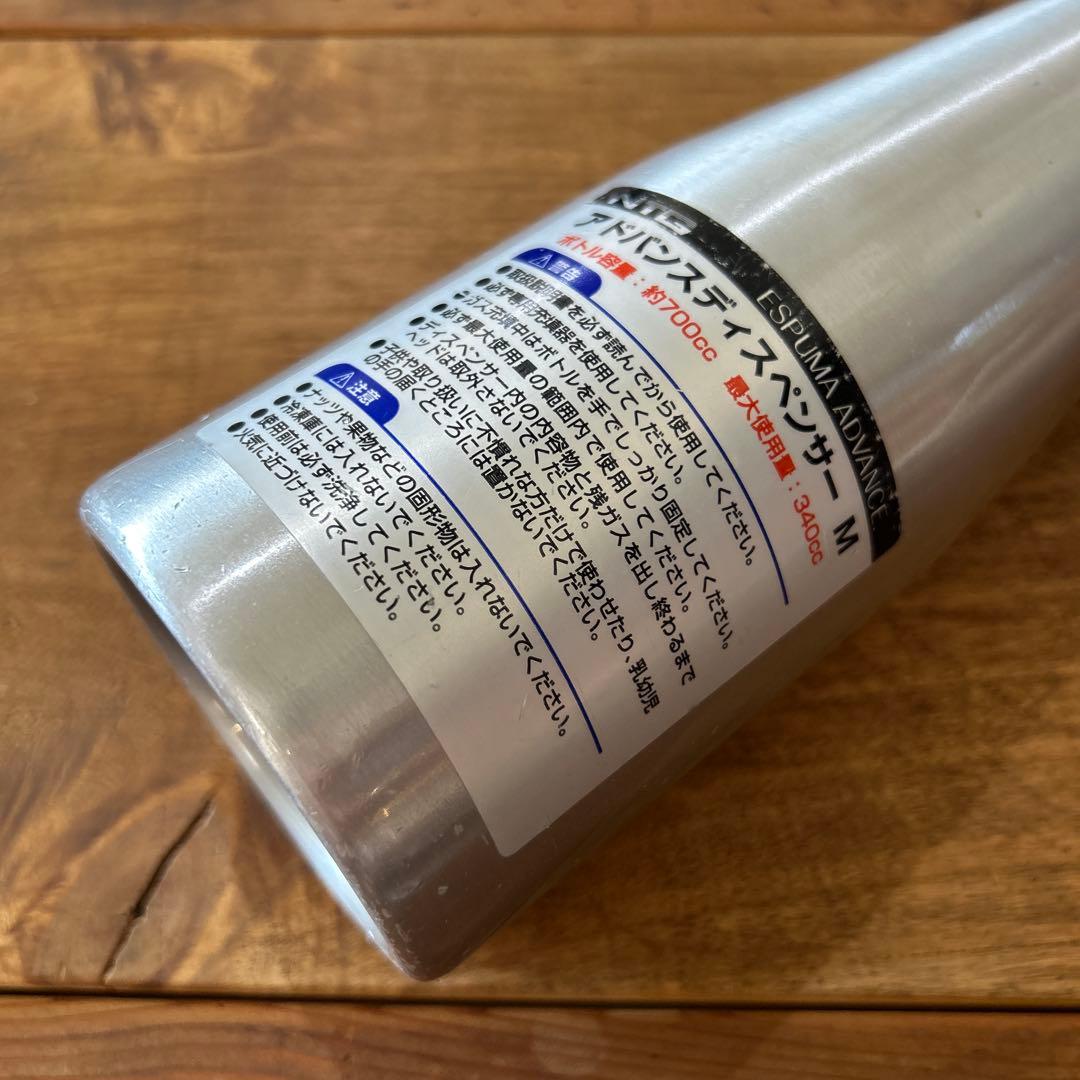 NTG
ESPUMA ADVANCE
アドバンスディスペンサー M
ボトル容量：約700cc 最大使用量：340cc
警告
●取扱説明書を必ず読んでから使用してください。
●必ず専用充填器を使用してください。
●ガス充填中はボトルを手でしっかり固定してください。
●必ず最大使用量の範囲内で使用してください。
●ディスペンサー内の内容物と残ガスを出し終わるまで
ヘッドは取外さないでください。
●子供や取り扱いに不慣れな方だけで使わせたり、乳幼児
の手の届くところには置かないでください。
注意
●ナッツや果物などの固形物は入れないでください。
●冷凍庫には入れないでください。
●使用前は必ず洗浄してください。
●火気に近づけないでください。